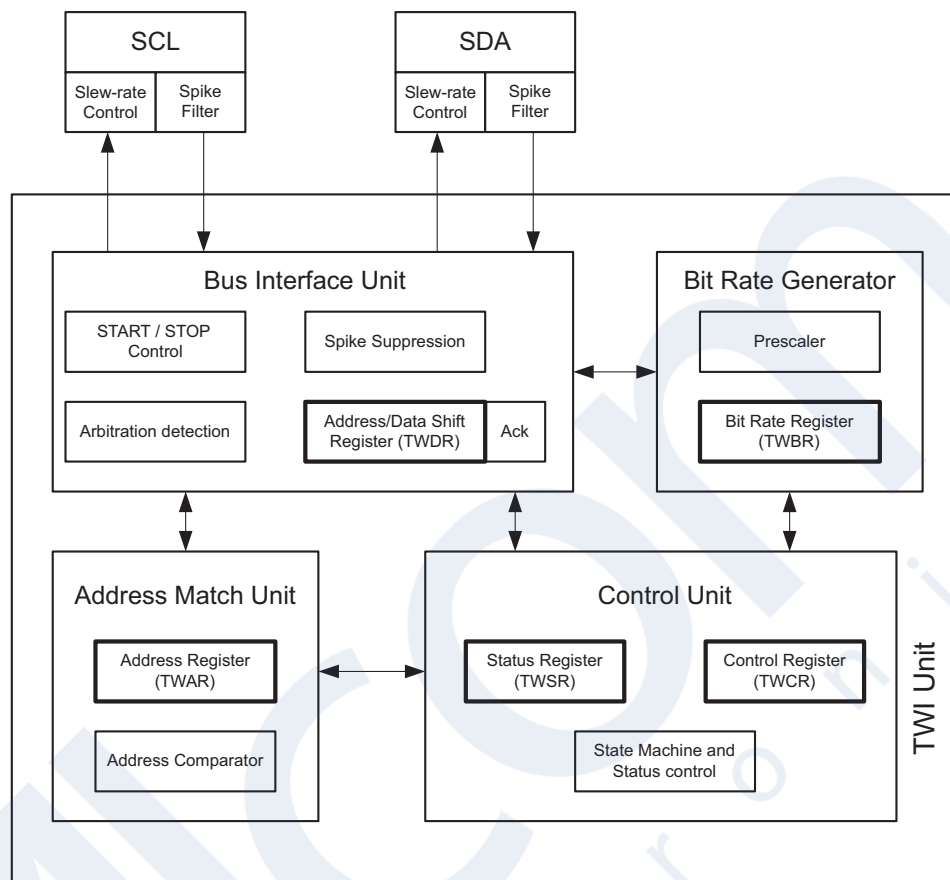 SCL
Slew-rate
Control
Spike
Filter
SDA
Slew-rate
Control
Spike
Filter
Bus Interface Unit
START / STOP
Control
Spike Suppression
Arbitration detection
Address/Data Shift
Register (TWDR)
Ack
Bit Rate Generator
Prescaler
Bit Rate Register
(TWBR)
Address Match Unit
Address Register
(TWAR)
Address Comparator
Control Unit
Status Register
(TWSR)
Control Register
(TWCR)
State Machine and
Status control
TWI Unit